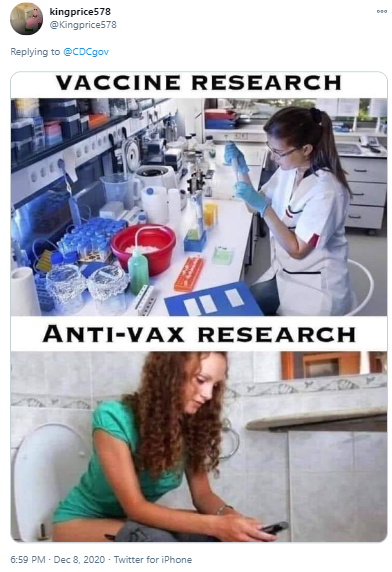 kingprice578
@Kingprice578
Replying to @CDCgov
VACCINE RESEARCH
ANTI-VAX RESEARCH
6:59 PM · Dec 8, 2020 · Twitter for iPhone